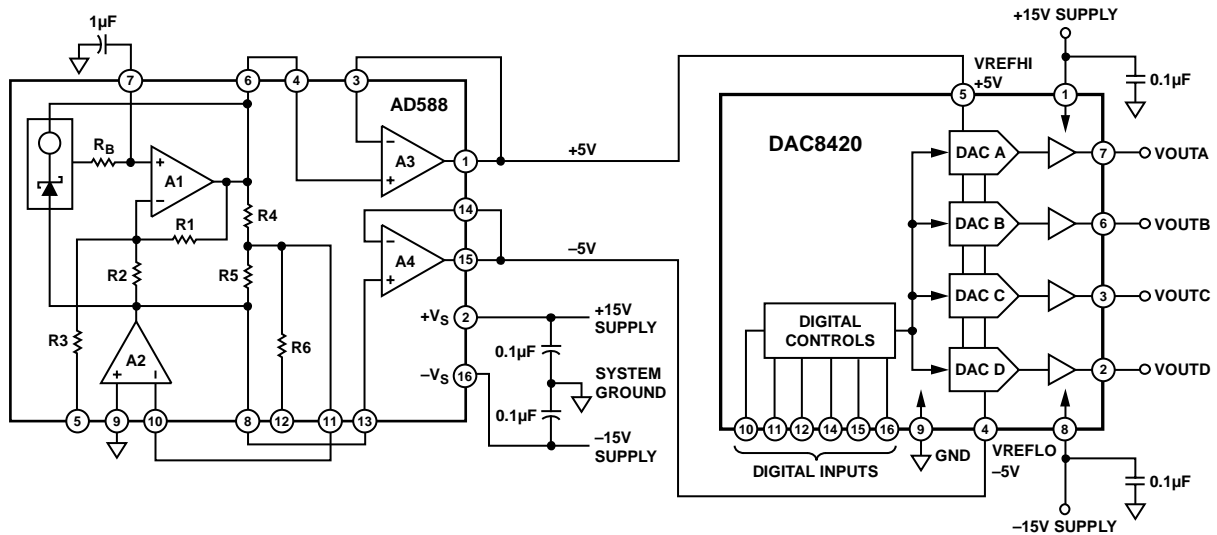 1µF
7
6
4
3
AD588
RB
+
–
A1
R1
R2
R3
R4
R5
R6
A2
+
–
–
A3
+
1
+5V
14
–
A4
+
15
–5V
+VS
2
+15V
SUPPLY
0.1µF
SYSTEM
GROUND
–VS
16
0.1µF
–15V
SUPPLY
5
9
10
8
12
11
13
+15V SUPPLY
VREFHI
+5V
5
1
0.1µF
DAC8420
DAC A
7
VOUTA
DAC B
6
VOUTB
DAC C
3
VOUTC
DIGITAL
CONTROLS
DAC D
2
VOUTD
10
11
12
14
15
16
9
4
8
DIGITAL INPUTS
GND
VREFLO
–5V
0.1µF
–15V SUPPLY